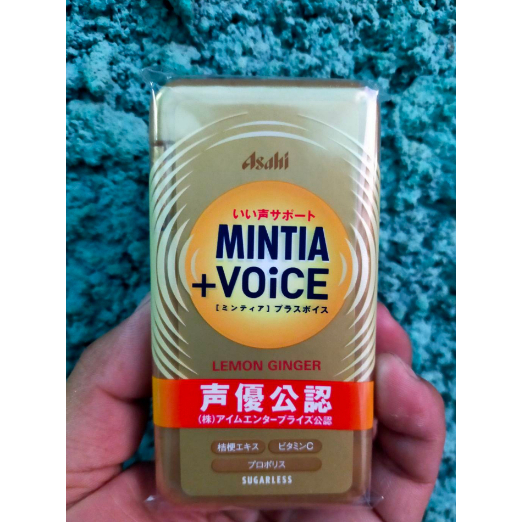 Asahi
いい声サポート
MINTIA
+VOiCE
[ミンティア] プラスボイス
LEMON GINGER
声優公認
(株)アイムエンタープライズ公認
桔梗エキス ビタミンC
プロポリス
SUGARLESS